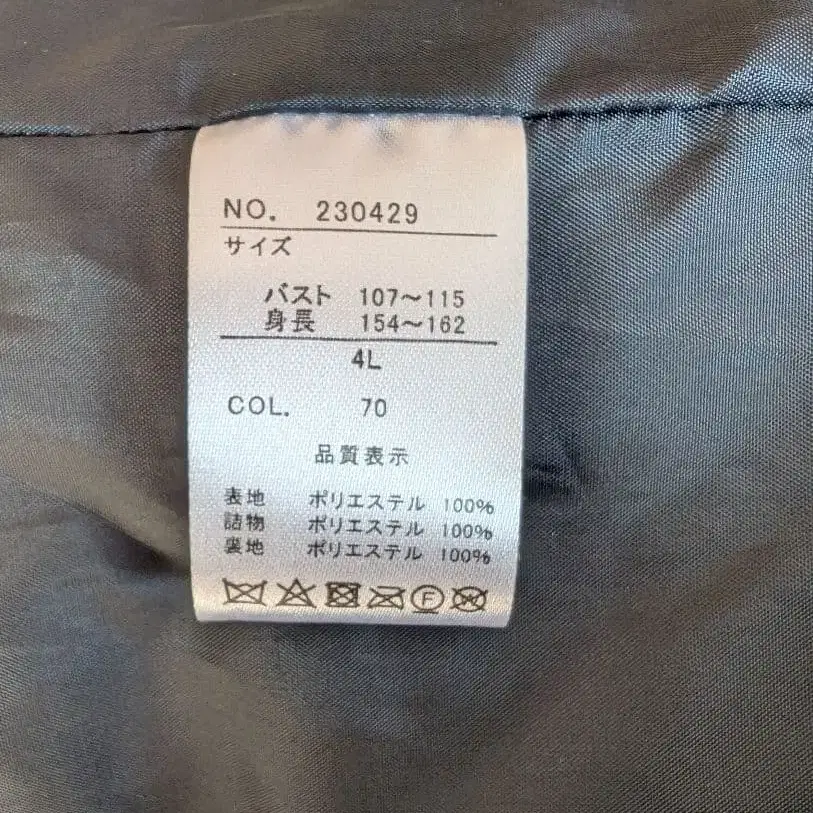 NO. 230429
サイズ
バスト 107～115
身長 154～162
4L
COL. 70
品質表示
表地 ポリエステル 100%
詰物 ポリエステル 100%
裏地 ポリエステル 100%
F W